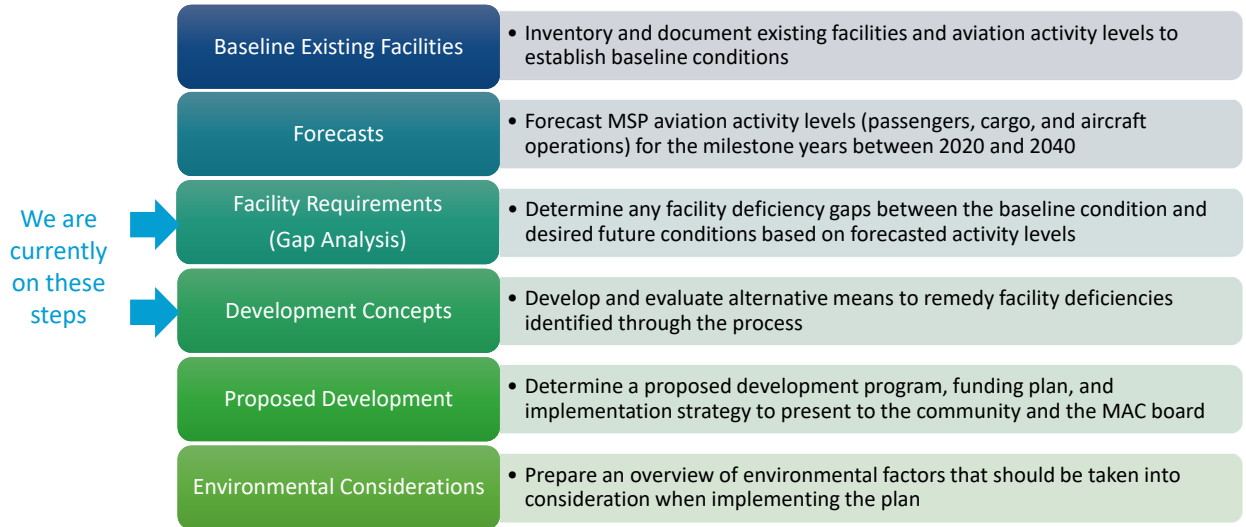 Baseline Existing Facilities
• Inventory and document existing facilities and aviation activity levels to
establish baseline conditions
Forecasts
• Forecast MSP aviation activity levels (passengers, cargo, and aircraft
operations) for the milestone years between 2020 and 2040
We are
currently
on these
steps
Facility Requirements
(Gap Analysis)
• Determine any facility deficiency gaps between the baseline condition and
desired future conditions based on forecasted activity levels
Development Concepts
• Develop and evaluate alternative means to remedy facility deficiencies
identified through the process
Proposed Development
• Determine a proposed development program, funding plan, and
implementation strategy to present to the community and the MAC board
Environmental Considerations
• Prepare an overview of environmental factors that should be taken into
consideration when implementing the plan